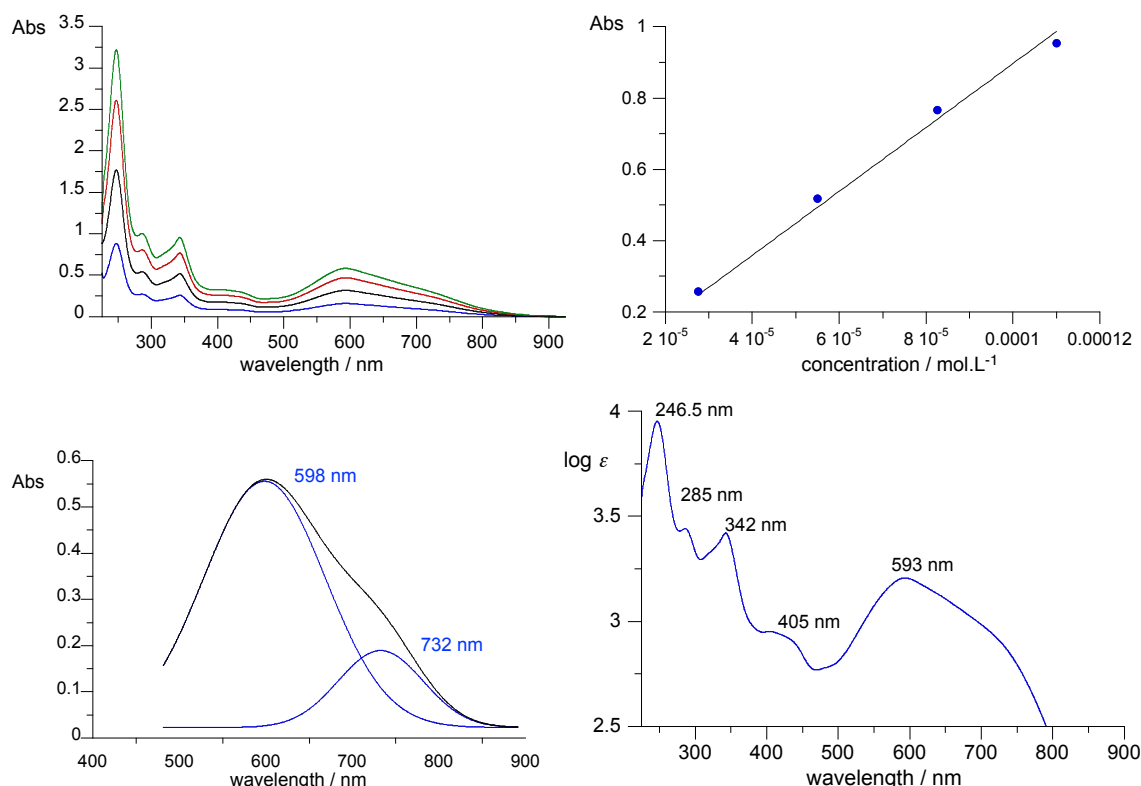 Abs
3.5
3
2.5
2
1.5
1
0.5
0
300 400 500 600 700 800 900
wavelength / nm
Abs
1
0.8
0.6
0.4
0.2
2 10⁻⁵ 4 10⁻⁵ 6 10⁻⁵ 8 10⁻⁵ 0.0001 0.00012
concentration / mol.L⁻¹
Abs
0.6
0.5
0.4
0.3
0.2
0.1
0
598 nm
732 nm
400 400 500 600 700 800 900
wavelength / nm
log ε
4
3.5
3
2.5
246.5 nm
285 nm
342 nm
405 nm
593 nm
300 400 500 600 700 800 900
wavelength / nm